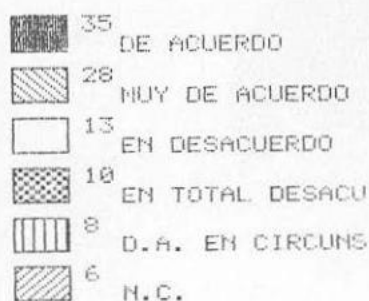 35
DE ACUERDO
28
MUY DE ACUERDO
13
EN DESACUERDO
10
EN TOTAL DESACU
8
D.A. EN CIRCUNS
6
N.C.